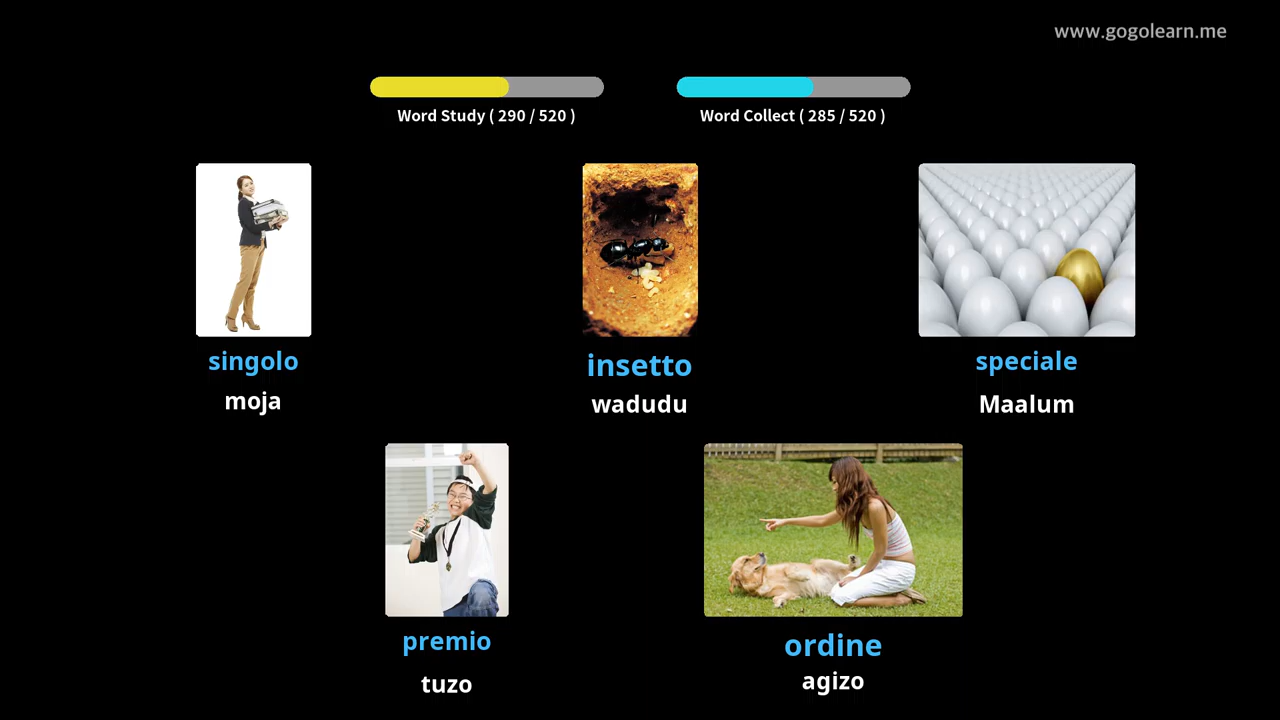 www.gogolearn.me
Word Study ( 290 / 520 )
Word Collect ( 285 / 520 )
singolo
moja
insetto
wadudu
speciale
Maalum
premio
tuzo
ordine
agizo